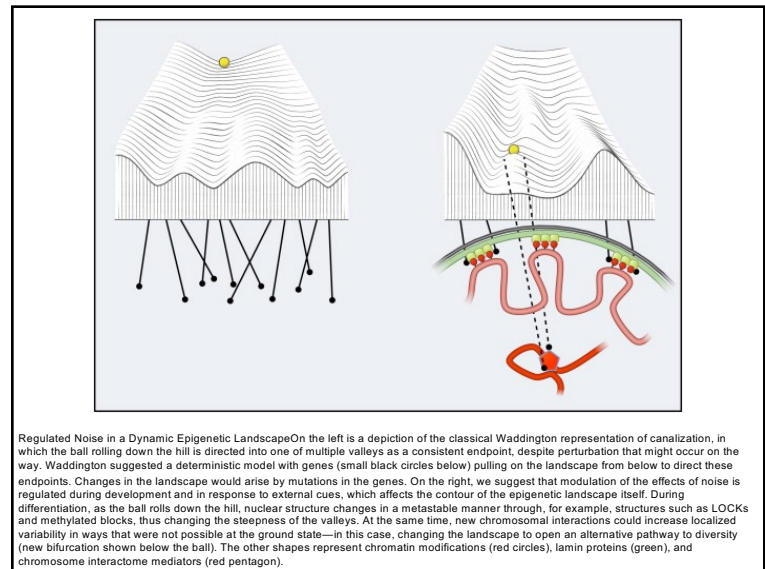 Regulated Noise in a Dynamic Epigenetic LandscapeOn the left is a depiction of the classical Waddington representation of canalization, in
which the ball rolling down the hill is directed into one of multiple valleys as a consistent endpoint, despite perturbation that might occur on the
way. Waddington suggested a deterministic model with genes (small black circles below) pulling on the landscape from below to direct these
endpoints. Changes in the landscape would arise by mutations in the genes. On the right, we suggest that modulation of the effects of noise is
regulated during development and in response to external cues, which affects the contour of the epigenetic landscape itself. During
differentiation, as the ball rolls down the hill, nuclear structure changes in a metastable manner through, for example, structures such as LOCKs
and methylated blocks, thus changing the steepness of the valleys. At the same time, new chromosomal interactions could increase localized
variability in ways that were not possible at the ground state—in this case, changing the landscape to open an alternative pathway to diversity
(new bifurcation shown below the ball). The other shapes represent chromatin modifications (red circles), lamin proteins (green), and
chromosome interactome mediators (red pentagon).